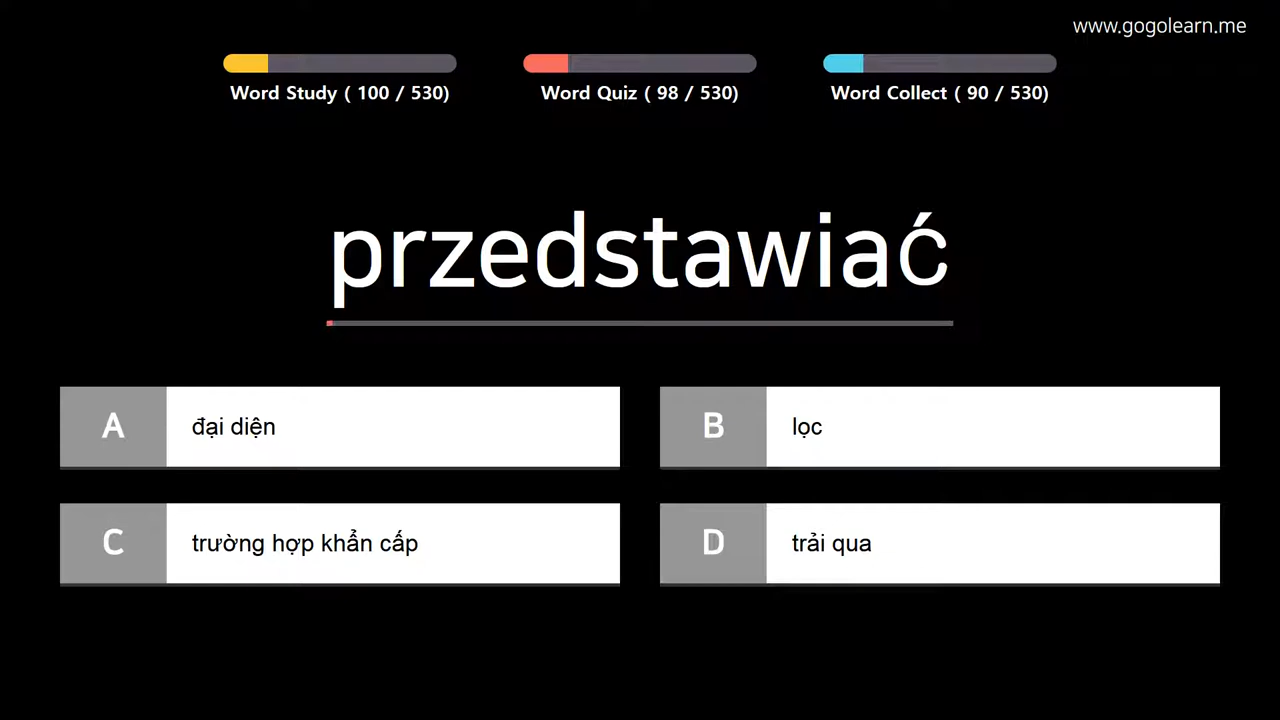 www.gogolearn.me
Word Study ( 100 / 530)
Word Quiz ( 98 / 530)
Word Collect ( 90 / 530)
przedstawiać
A đại diện
B lọc
C trường hợp khẩn cấp
D trải qua